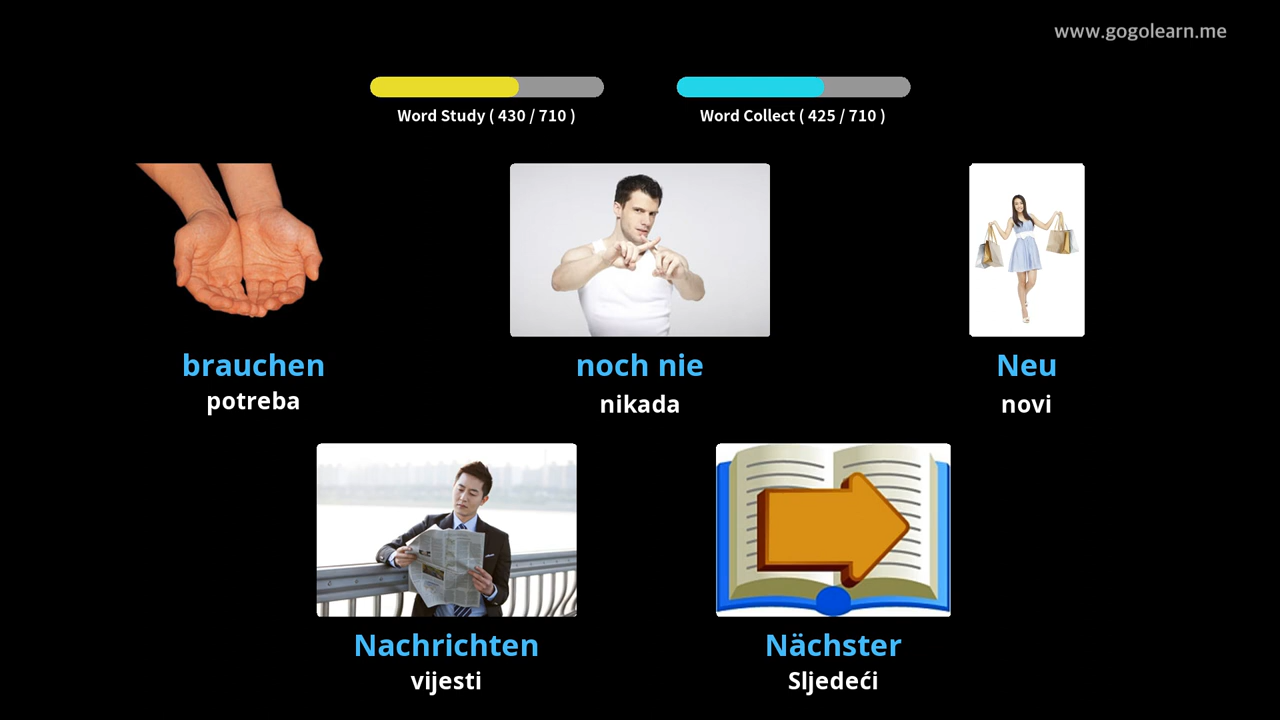 www.gogolearn.me
Word Study ( 430 / 710 )
Word Collect ( 425 / 710 )
brauchen
potreba
noch nie
nikada
Neu
novi
Nachrichten
vijesti
Nächster
Sljedeći